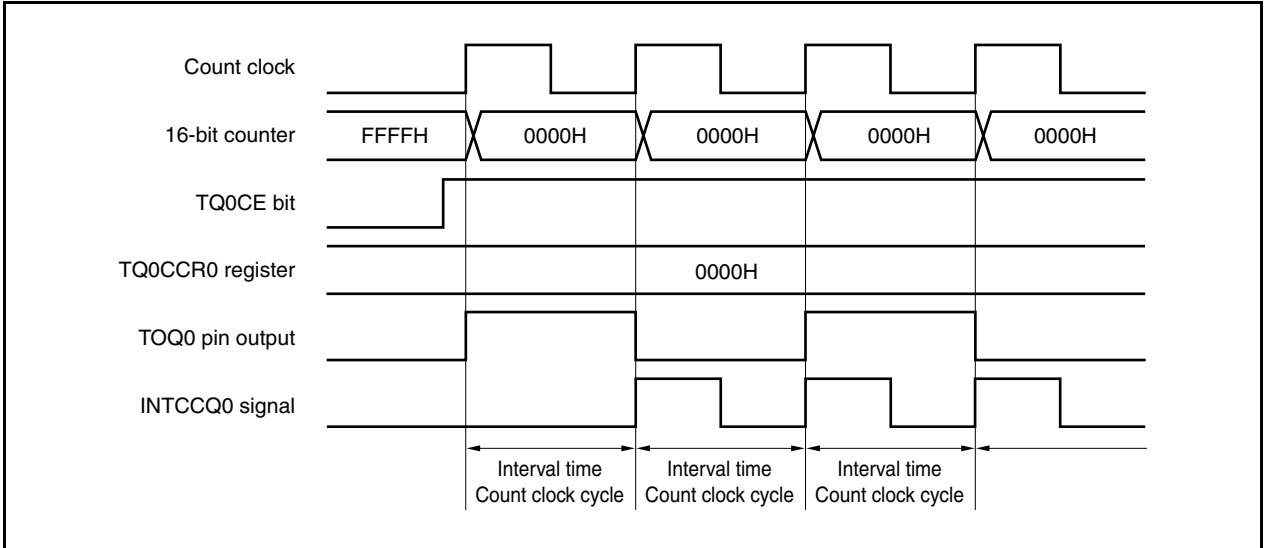 Count clock
16-bit counter FFFFH 0000H 0000H 0000H 0000H
TQ0CE bit
TQ0CCR0 register 0000H
TOQ0 pin output
INTCCQ0 signal
Interval time Interval time Interval time
Count clock cycle Count clock cycle Count clock cycle